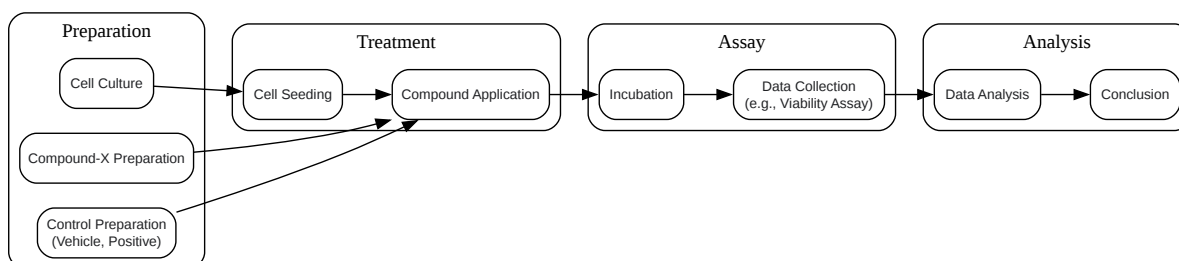 Preparation
Cell Culture
Compound-X Preparation
Control Preparation
(Vehicle, Positive)
Treatment
Cell Seeding
Compound Application
Assay
Incubation
Data Collection
(e.g., Viability Assay)
Analysis
Data Analysis
Conclusion